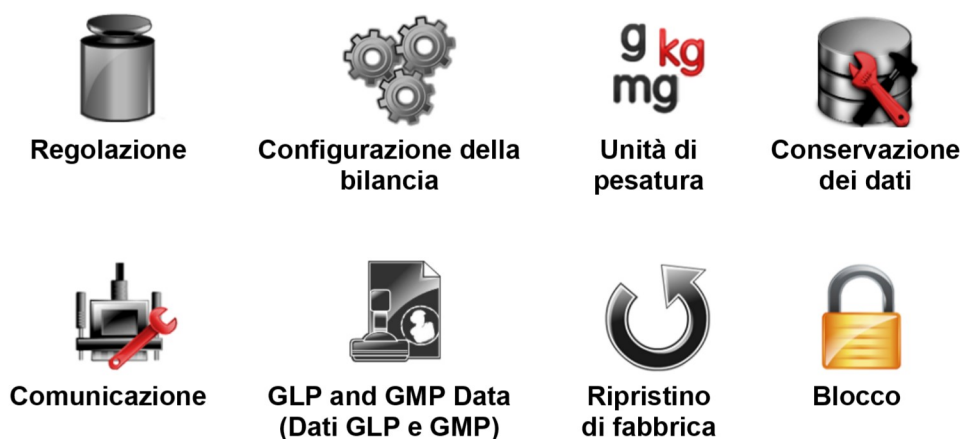 g kg
mg
Regolazione
Configurazione della
bilancia
Unità di
pesatura
Conservazione
dei dati
Comunicazione
GLP and GMP Data
(Dati GLP e GMP)
Ripristino
di fabbrica
Blocco